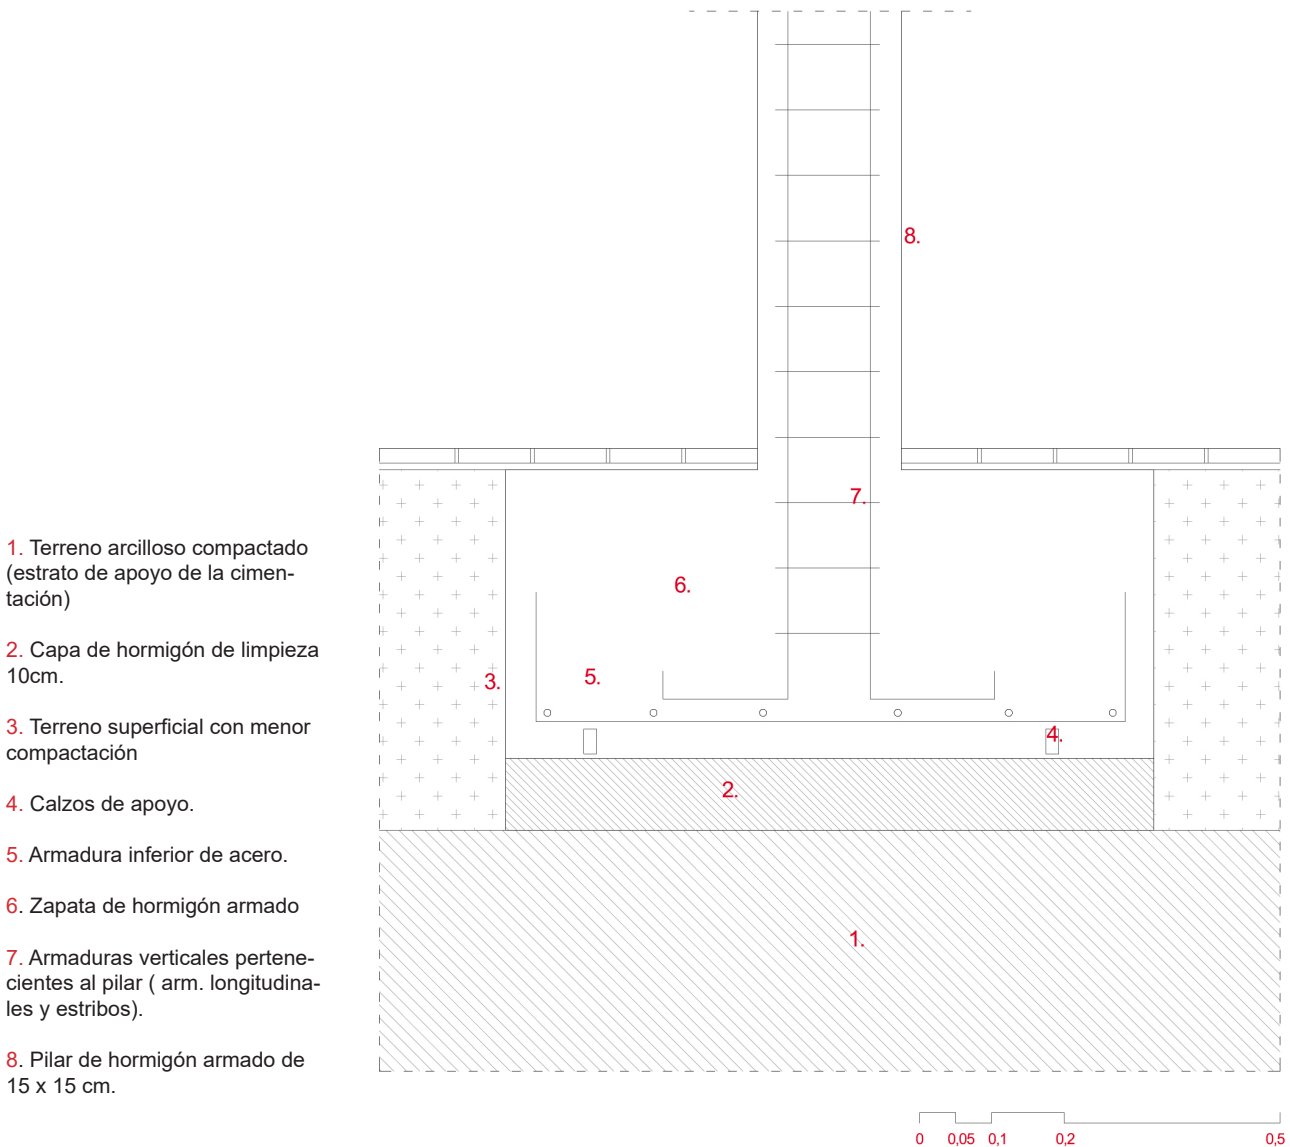 1. Terreno arcilloso compactado
(estrato de apoyo de la cimen-
tación)
2. Capa de hormigón de limpieza
10cm.
3. Terreno superficial con menor
compactación
4. Calzos de apoyo.
5. Armadura inferior de acero.
6. Zapata de hormigón armado
7. Armaduras verticales pertene-
cientes al pilar ( arm. longitudina-
les y estribos).
8. Pilar de hormigón armado de
15 x 15 cm.
8.
7.
6.
5.
3.
4.
2.
1.
0 0,05 0,1 0,2 0,5